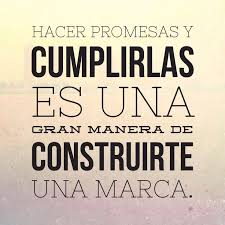 HACER PROMESAS Y
CUMPLIRLAS
ES UNA
GRAN MANERA DE
CONSTRUIRTE
UNA MARCA.